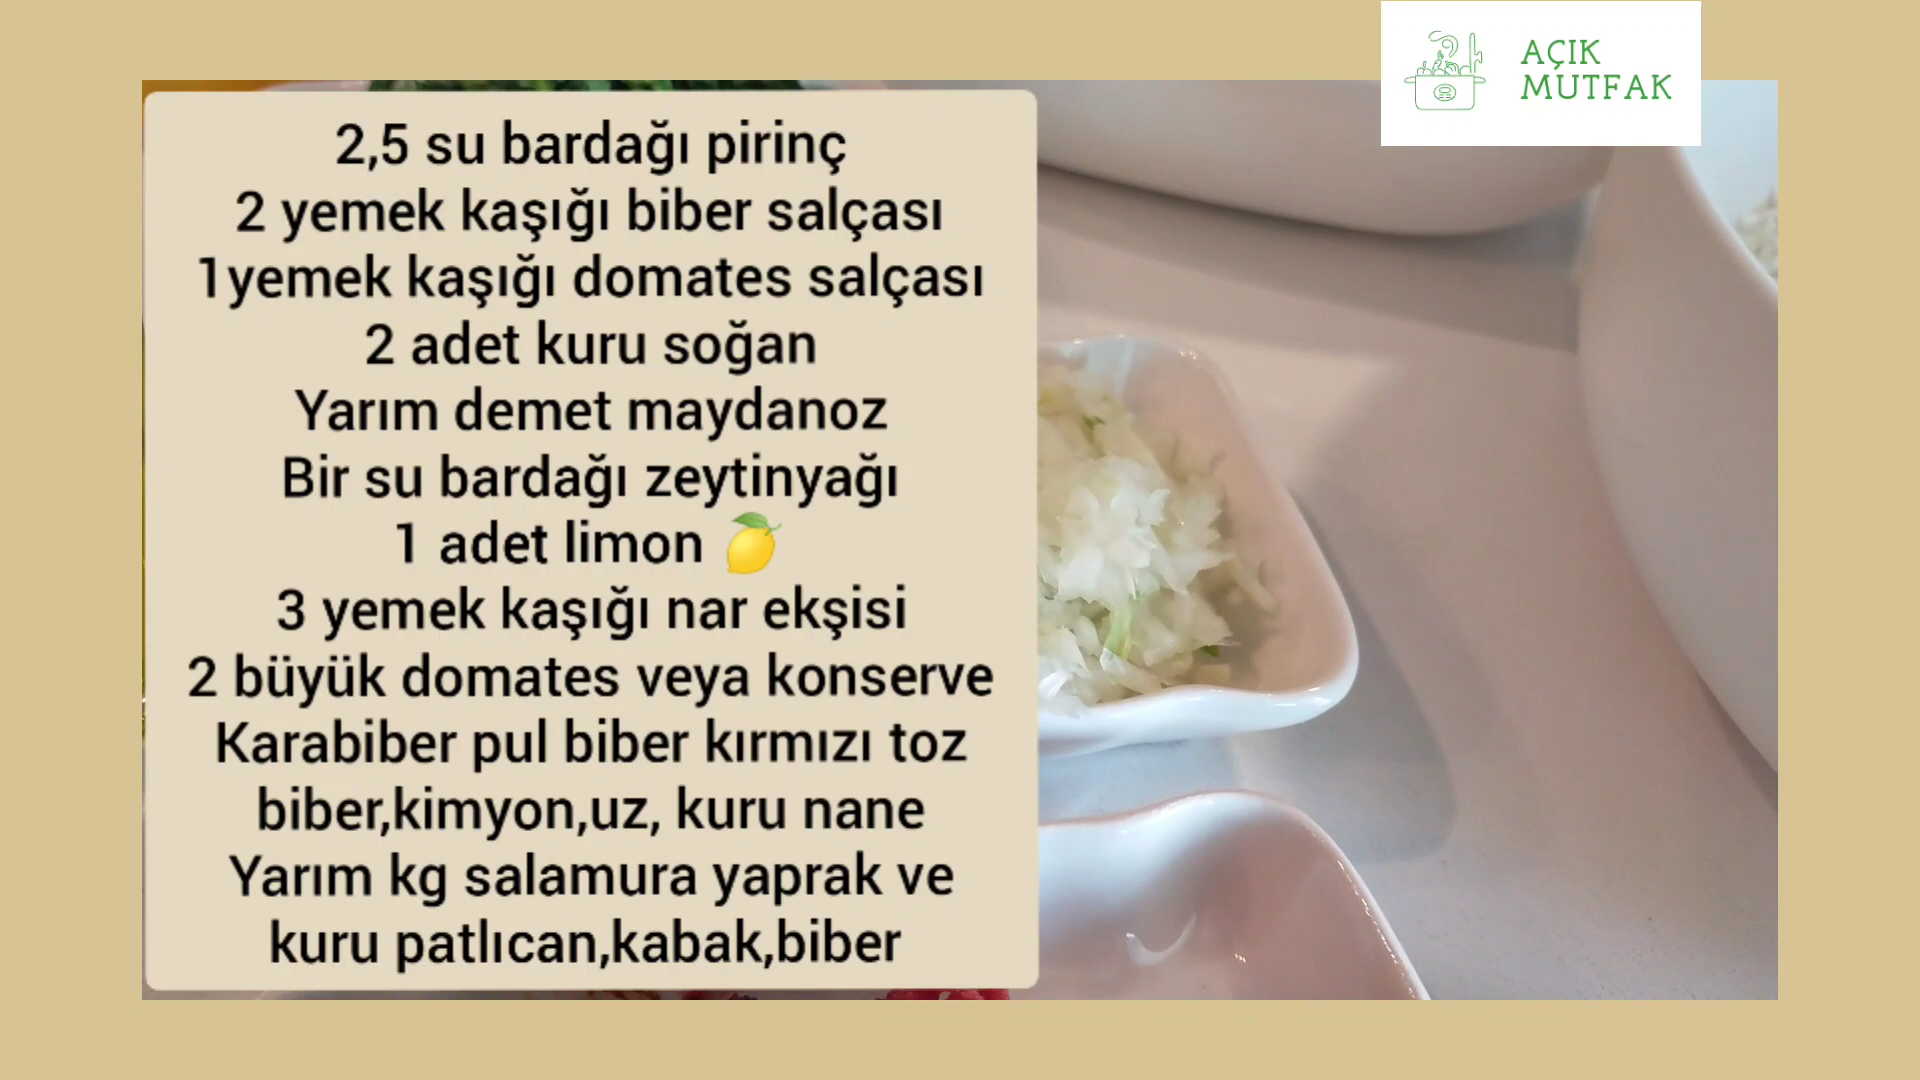 AÇIK
MUTFAK
2,5 su bardağı pirinç
2 yemek kaşığı biber salçası
1yemek kaşığı domates salçası
2 adet kuru soğan
Yarım demet maydanoz
Bir su bardağı zeytinyağı
1 adet limon 🍋
3 yemek kaşığı nar ekşisi
2 büyük domates veya konserve
Karabiber pul biber kırmızı toz
biber,kimyon,uz, kuru nane
Yarım kg salamura yaprak ve
kuru patlıcan,kabak,biber